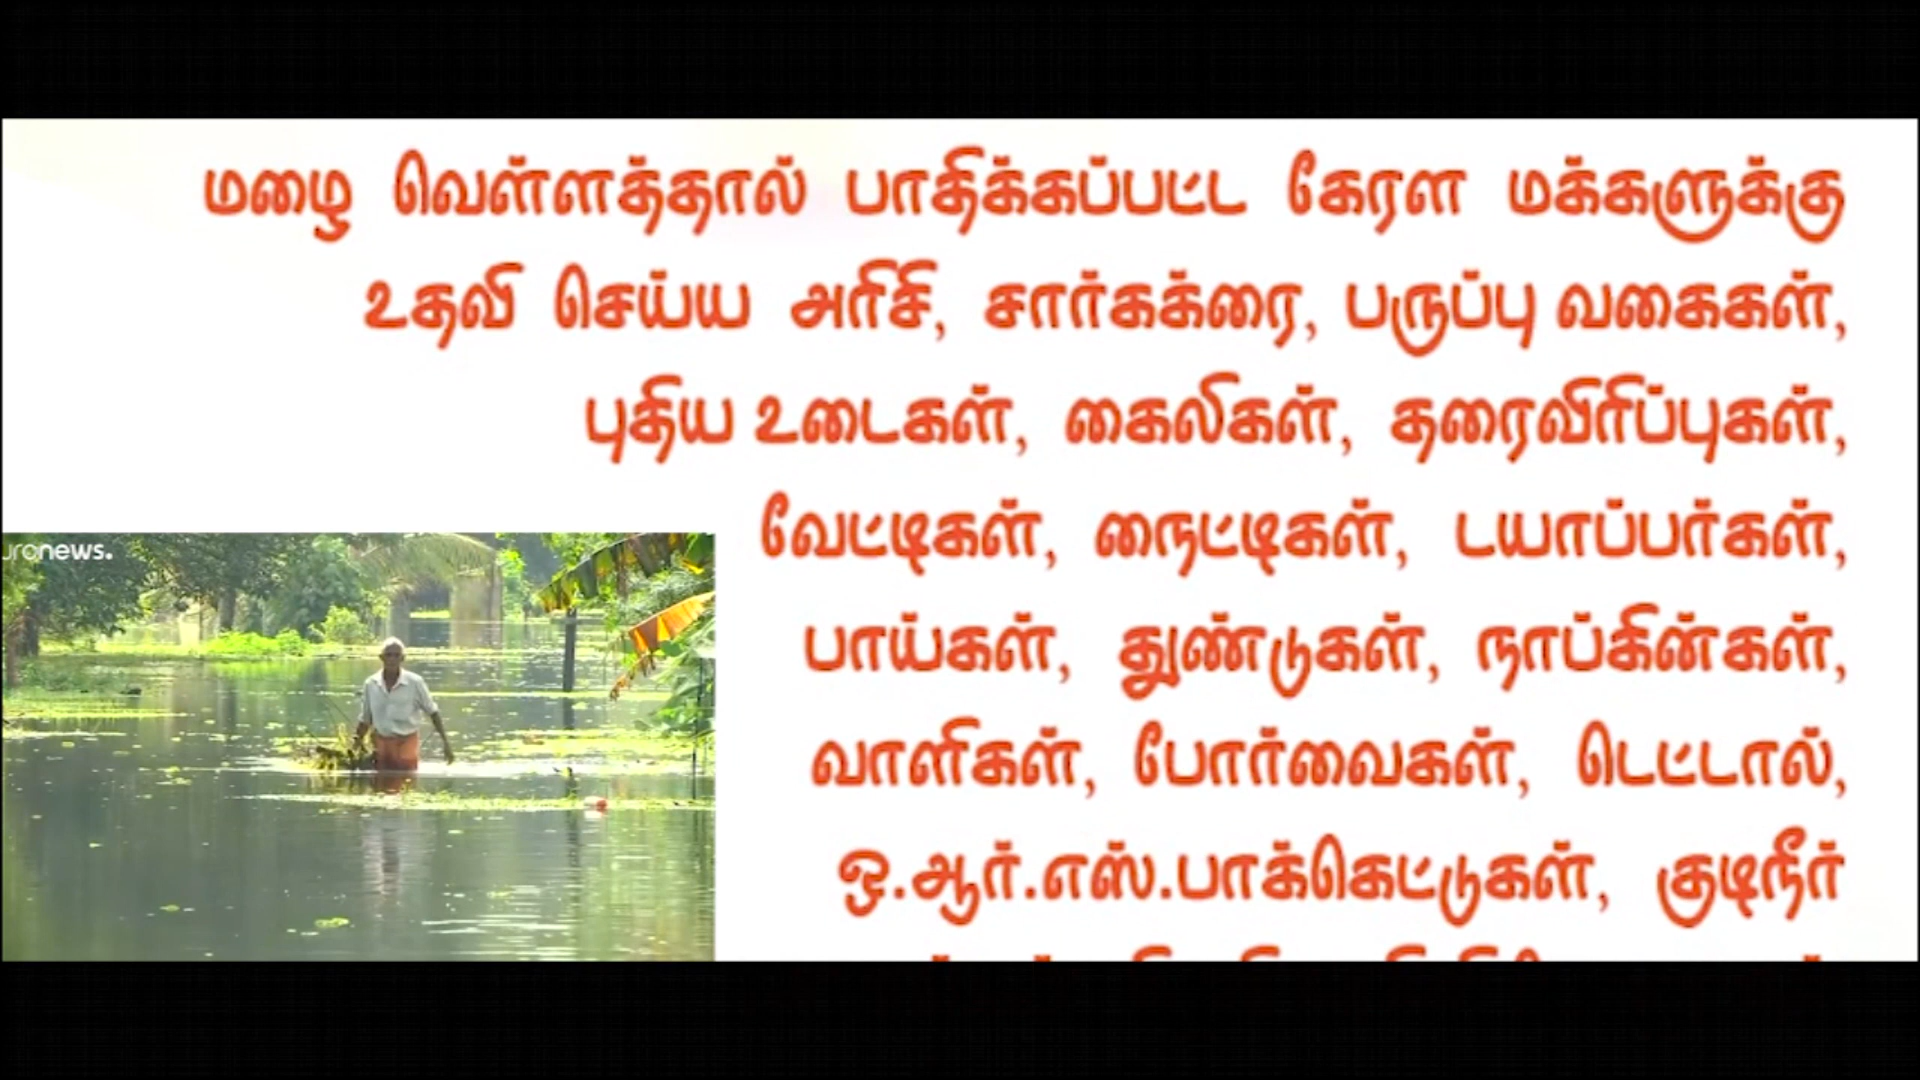 மழை வெள்ளத்தால் பாதிக்கப்பட்ட கேரள மக்களுக்கு
உதவி செய்ய அரிசி, சார்கக்ரை, பருப்பு வகைகள்,
புதிய உடைகள், கைலிகள், தரைவிரிப்புகள்,
வேட்டிகள், நைட்டிகள், டயாப்பர்கள்,
பாய்கள், துண்டுகள், நாப்கின்கள்,
வாளிகள், போர்வைகள், டெட்டால்,
ஒ.ஆர்.எஸ்.பாக்கெட்டுகள், குடிநீர்
uronews.